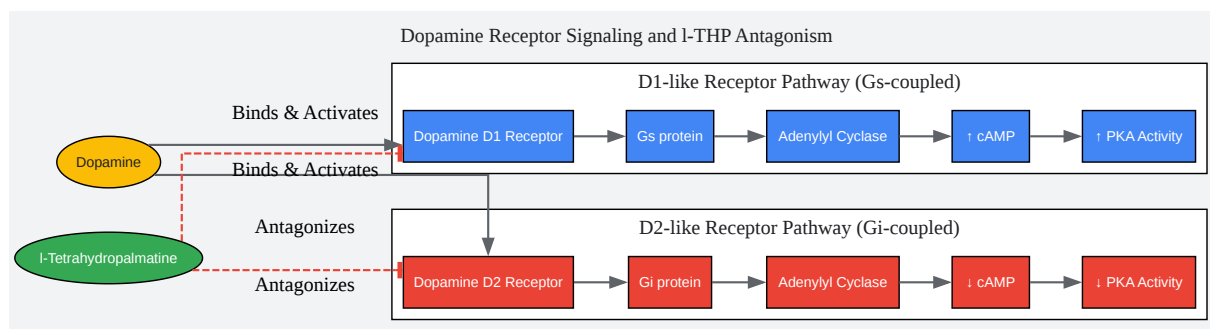 Dopamine Receptor Signaling and l-THP Antagonism
D1-like Receptor Pathway (Gs-coupled)
Binds & Activates
Dopamine D1 Receptor
Gs protein
Adenylyl Cyclase
↑ cAMP
↑ PKA Activity
Dopamine
Binds & Activates
Antagonizes
D2-like Receptor Pathway (Gi-coupled)
l-Tetrahydropalmatine
Antagonizes
Dopamine D2 Receptor
Gi protein
Adenylyl Cyclase
↓ cAMP
↓ PKA Activity